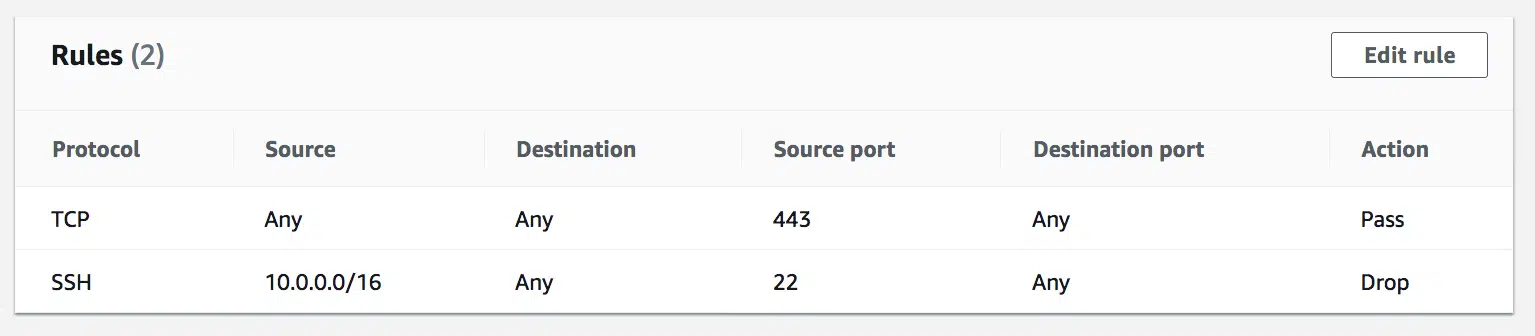 Rules (2)
Edit rule
Protocol Source Destination Source port Destination port Action
TCP Any Any 443 Any Pass
SSH 10.0.0.0/16 Any 22 Any Drop